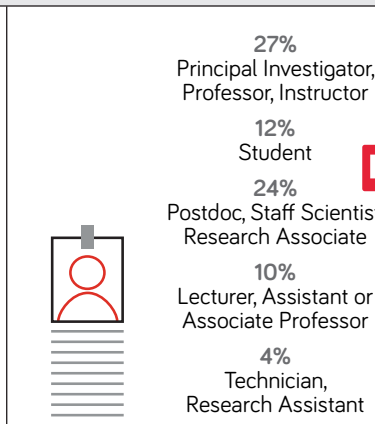 27%
Principal Investigator,
Professor, Instructor
12%
Student
24%
Postdoc, Staff Scientist
Research Associate
10%
Lecturer, Assistant or
Associate Professor
4%
Technician,
Research Assistant